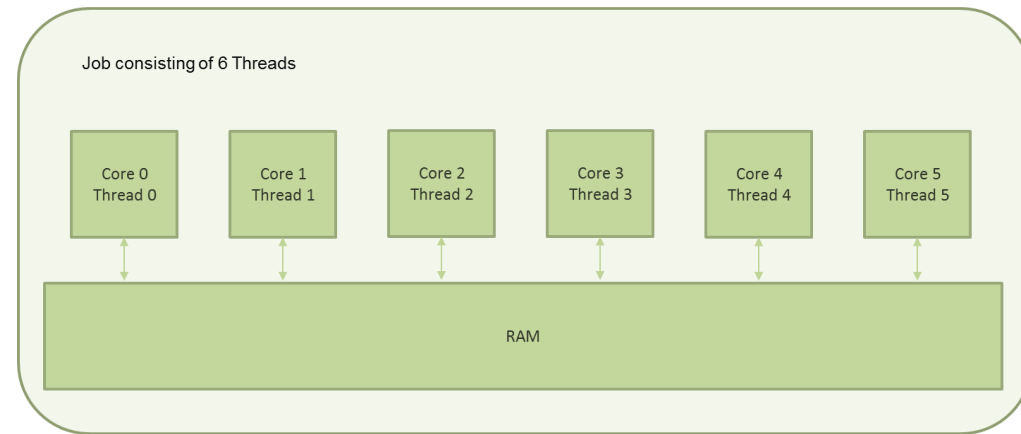 Job consisting of 6 Threads
Core 0
Thread 0
Core 1
Thread 1
Core 2
Thread 2
Core 3
Thread 3
Core 4
Thread 4
Core 5
Thread 5
RAM